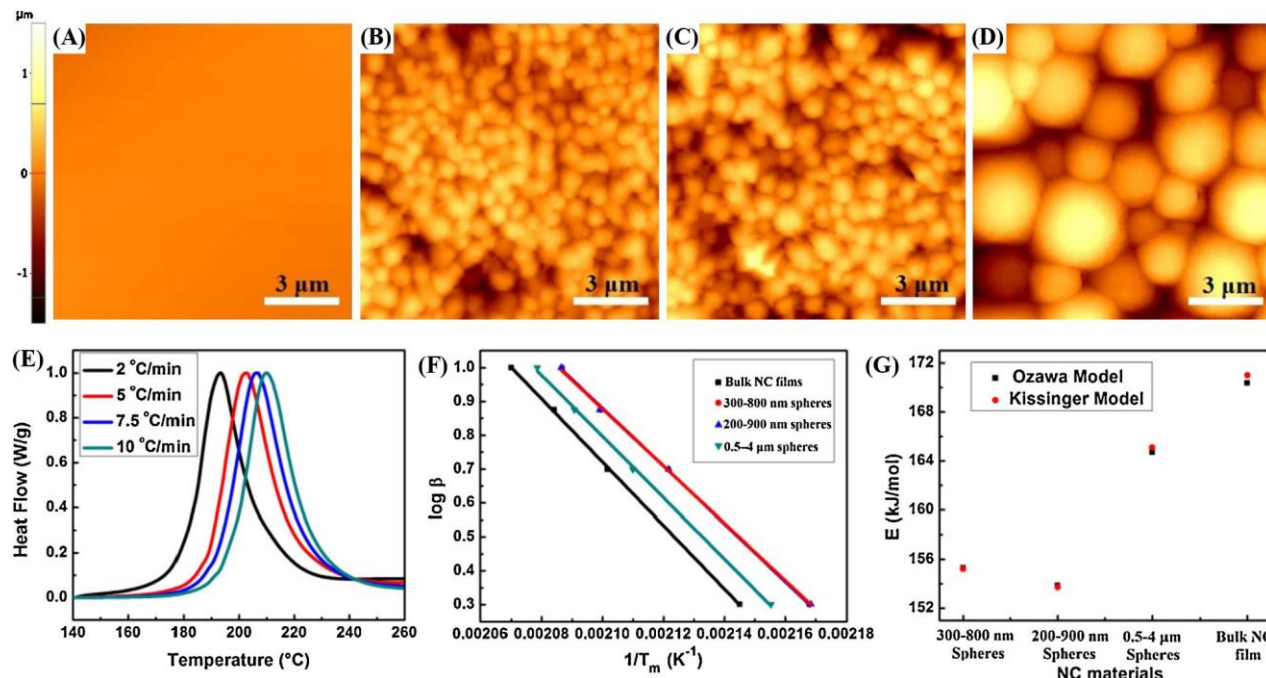 µm
1
0
-1
(A)
3 µm
(B)
3 µm
(C)
3 µm
(D)
3 µm
(E)
2 °C/min
5 °C/min
7.5 °C/min
10 °C/min
Heat Flow (W/g)
1.0
0.8
0.6
0.4
0.2
0.0
140 160 180 200 220 240 260
Temperature (°C)
(F)
Bulk NC films
300-800 nm spheres
200-900 nm spheres
0.5–4 µm spheres
log β
1.0
0.9
0.8
0.7
0.6
0.5
0.4
0.3
0.00206 0.00208 0.00210 0.00212 0.00214 0.00216 0.00218
1/Tm (K-1)
(G)
Ozawa Model
Kissinger Model
E (kJ/mol)
172
168
164
160
156
152
300-800 nm
Spheres
200-900 nm
Spheres
0.5-4 µm
Spheres
Bulk NC
film
NC materials